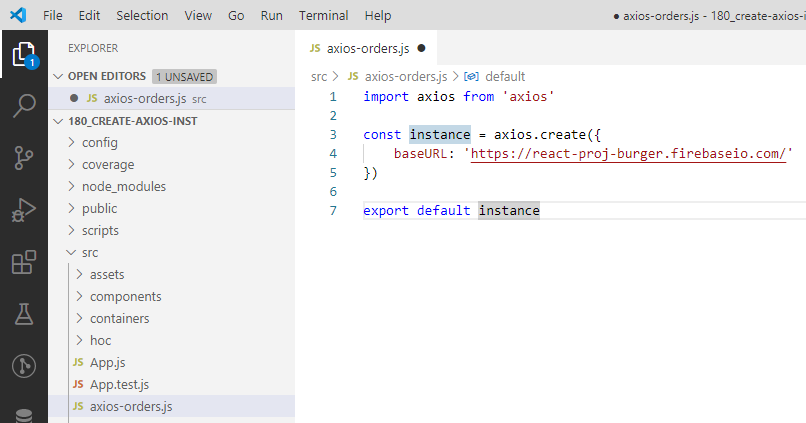 File Edit Selection View Go Run Terminal Help ● axios-orders.js - 180_create-axios-i
EXPLORER
OPEN EDITORS 1 UNSAVED
● JS axios-orders.js src
180_CREATE-AXIOS-INST
config
coverage
node_modules
public
scripts
src
assets
components
containers
hoc
JS App.js
JS App.test.js
JS axios-orders.js
1
JS axios-orders.js ●
src > JS axios-orders.js > default
1 import axios from 'axios'
2
3 const instance = axios.create({
4 baseURL: 'https://react-proj-burger.firebaseio.com/'
5 })
6
7 export default instance